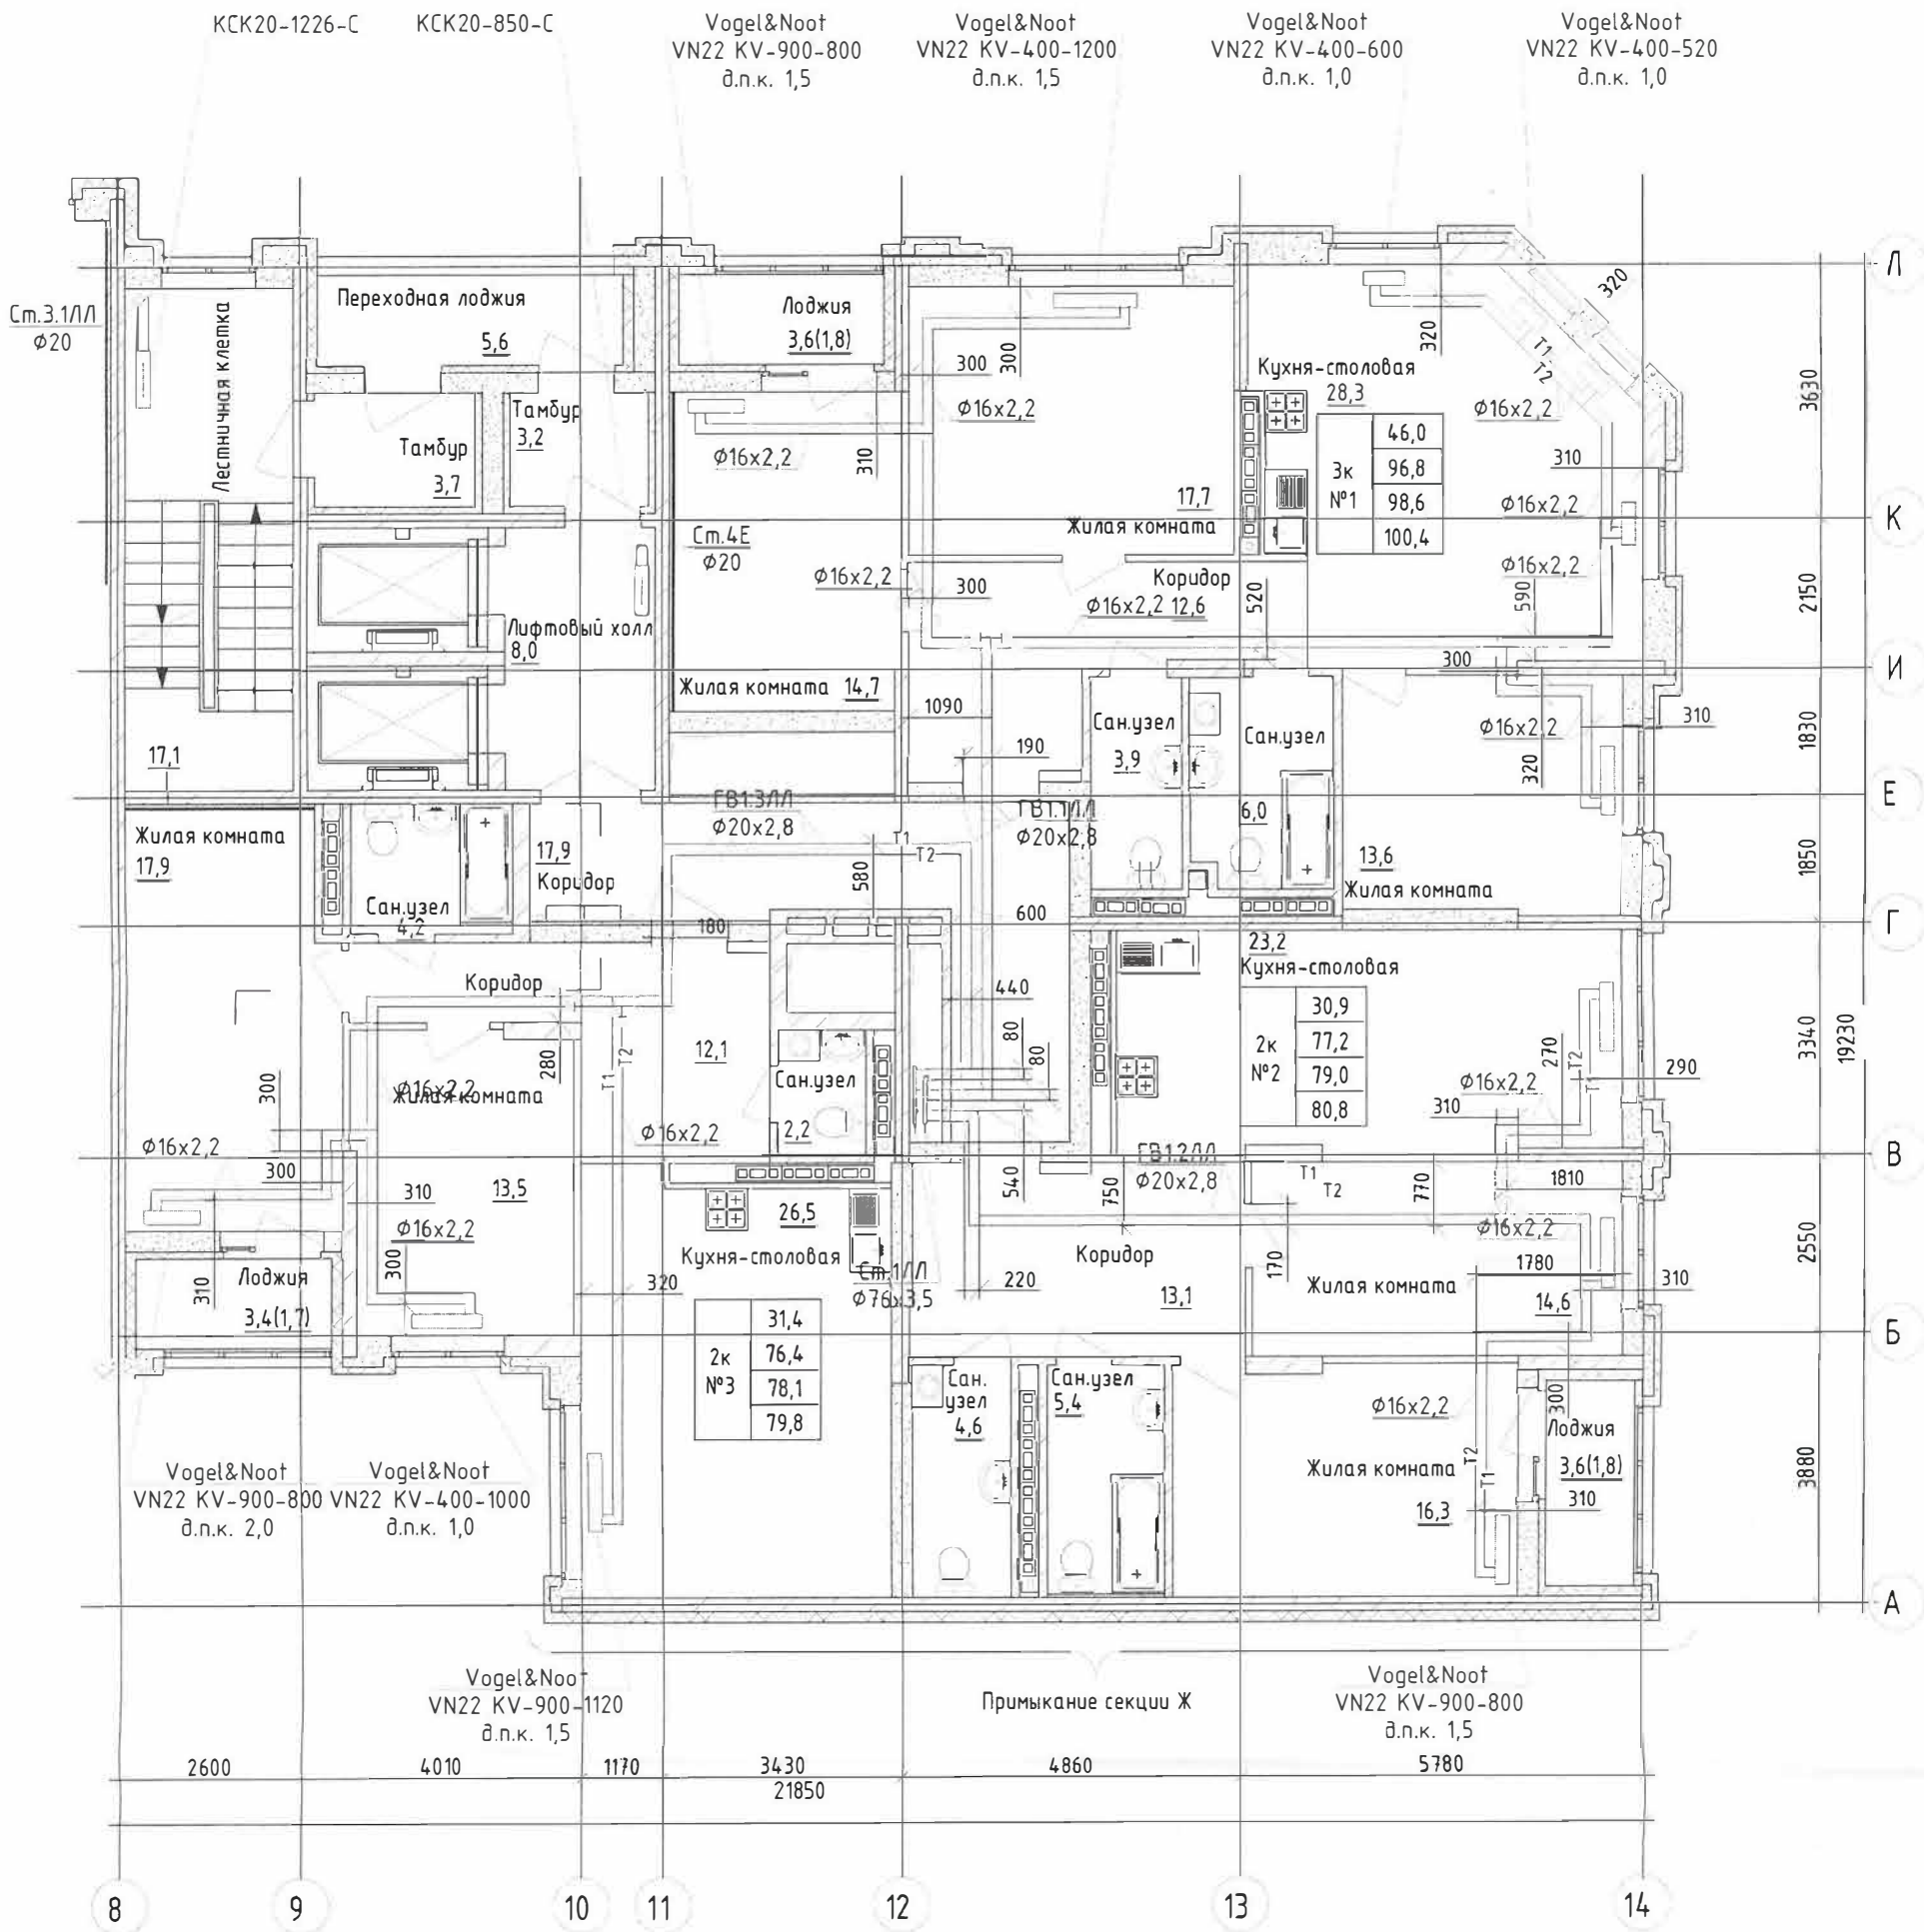 КСК20-1226-С
КСК20-850-С
Vogel&Noot
VN22 KV-900-800
д.п.к. 1,5
Vogel&Noot
VN22 KV-400-1200
д.п.к. 1,5
Vogel&Noot
VN22 KV-400-600
д.п.к. 1,0
Vogel&Noot
VN22 KV-400-520
д.п.к. 1,0
Ст.3.1ЛЛ
Ф20
Лестничная клетка
17,1
Переходная лоджия
5,6
Тамбур
3,7
Тамбур
3,2
Лифтовый холл
8,0
Лоджия
3,6(1,8)
Ф16х2,2
310
Ст.4Е
Ф20
Ф16х2,2
Жилая комната 14,7
300
300
Ф16х2,2
17,7
Жилая комната
Коридор
Ф16х2,2 12,6
300
520
Кухня-столовая
28,3
3к
№1
46,0
96,8
98,6
100,4
320
320
Т1
Т2
Ф16х2,2
310
Ф16х2,2
Ф16х2,2
590
300
1090
190
Сан.узел
3,9
Сан.узел
6,0
Ф16х2,2
310
320
13,6
Жилая комната
ГВ1.3ЛЛ
Ф20х2,8
ГВ1.1ЛЛ
Ф20х2,8
Т1
Т2
580
600
180
Жилая комната
17,9
Сан.узел
4,2
17,9
Коридор
Коридор
280
Т1
Т2
12,1
Сан.узел
2,2
440
80
80
540
300
Ф16х2,2
Жилая комната
Ф16х2,2
300
310
13,5
Ф16х2,2
300
310
Лоджия
3,4(1,7)
Ф16х2,2
320
26,5
Кухня-столовая
Ст.1ЛЛ
Ф76х3,5
2к
№3
31,4
76,4
78,1
79,8
23,2
Кухня-столовая
2к
№2
30,9
77,2
79,0
80,8
Ф16х2,2
310
270
Т2
290
ГВ1.2ЛЛ
Ф20х2,8
750
Т1
Т2
770
1810
Ф16х2,2
Коридор
13,1
220
170
Жилая комната
14,6
1780
310
Сан.
узел
4,6
Сан.узел
5,4
Ф16х2,2
300
Лоджия
3,6(1,8)
Жилая комната
16,3
Т2
Т1
310
Vogel&Noot
VN22 KV-900-800
д.п.к. 2,0
Vogel&Noot
VN22 KV-400-1000
д.п.к. 1,0
Vogel&Noot
VN22 KV-900-1120
д.п.к. 1,5
Примыкание секции Ж
Vogel&Noot
VN22 KV-900-800
д.п.к. 1,5
3630
2150
1830
1850
3340
2550
3880
19230
Л
К
И
Е
Г
В
Б
А
2600
4010
1170
3430
4860
5780
21850
8
9
10
11
12
13
14